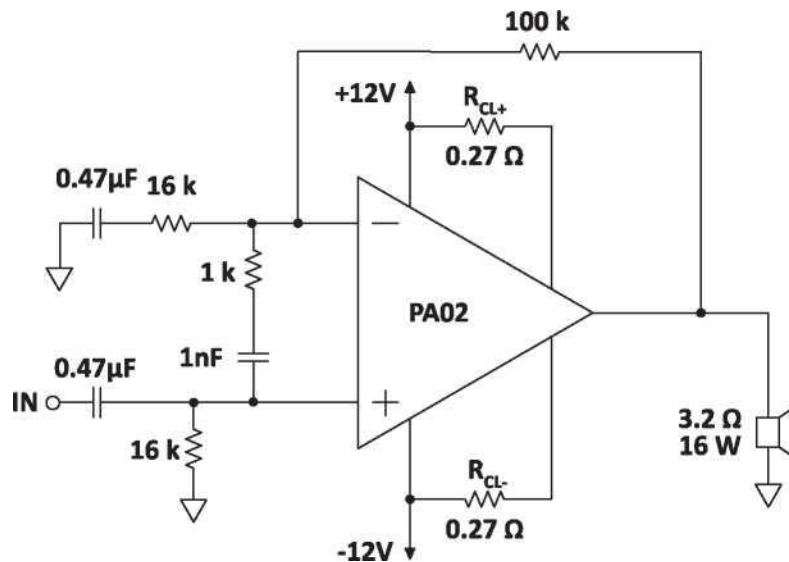 100 k
+12V
R_CL+
0.27 Ω
0.47µF
16 k
−
1 k
PA02
1nF
0.47µF
IN
+
16 k
3.2 Ω
16 W
R_CL-
0.27 Ω
-12V